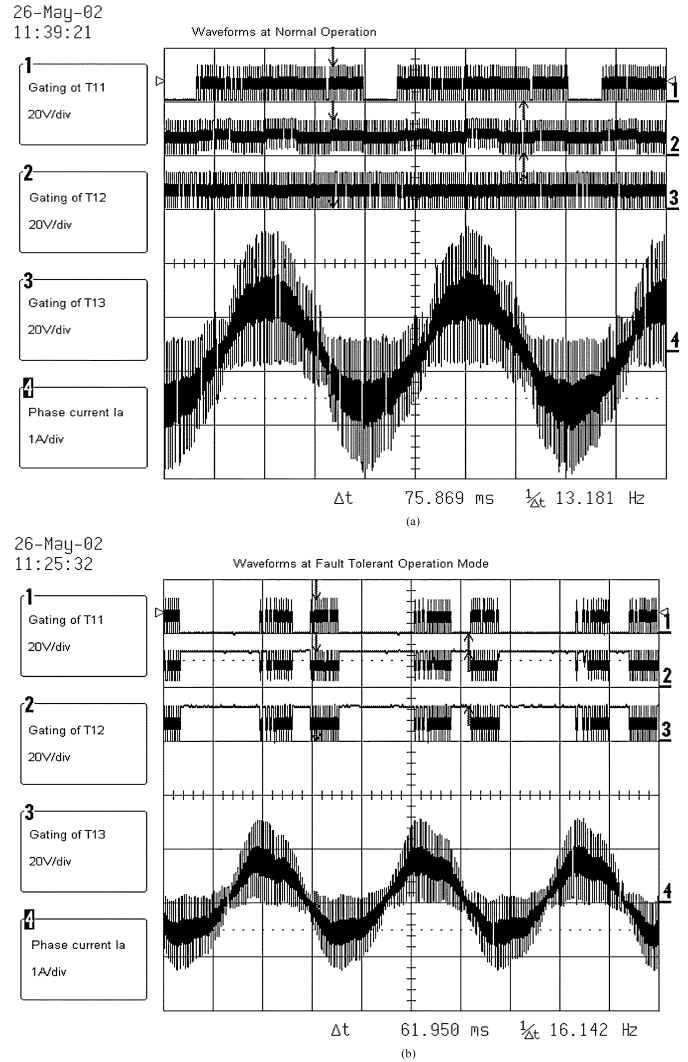 26-May-02
11:39:21
Waveforms at Normal Operation
1
Gating ot T11
20V/div
2
Gating of T12
20V/div
3
Gating of T13
20V/div
4
Phase current Ia
1A/div
1
2
3
4
Δt 75.869 ms 1/Δt 13.181 Hz
(a)
26-May-02
11:25:32
Waveforms at Fault Tolerant Operation Mode
1
Gating of T11
20V/div
2
Gating of T12
20V/div
3
Gating of T13
20V/div
4
Phase current Ia
1A/div
1
2
3
4
Δt 61.950 ms 1/Δt 16.142 Hz
(b)